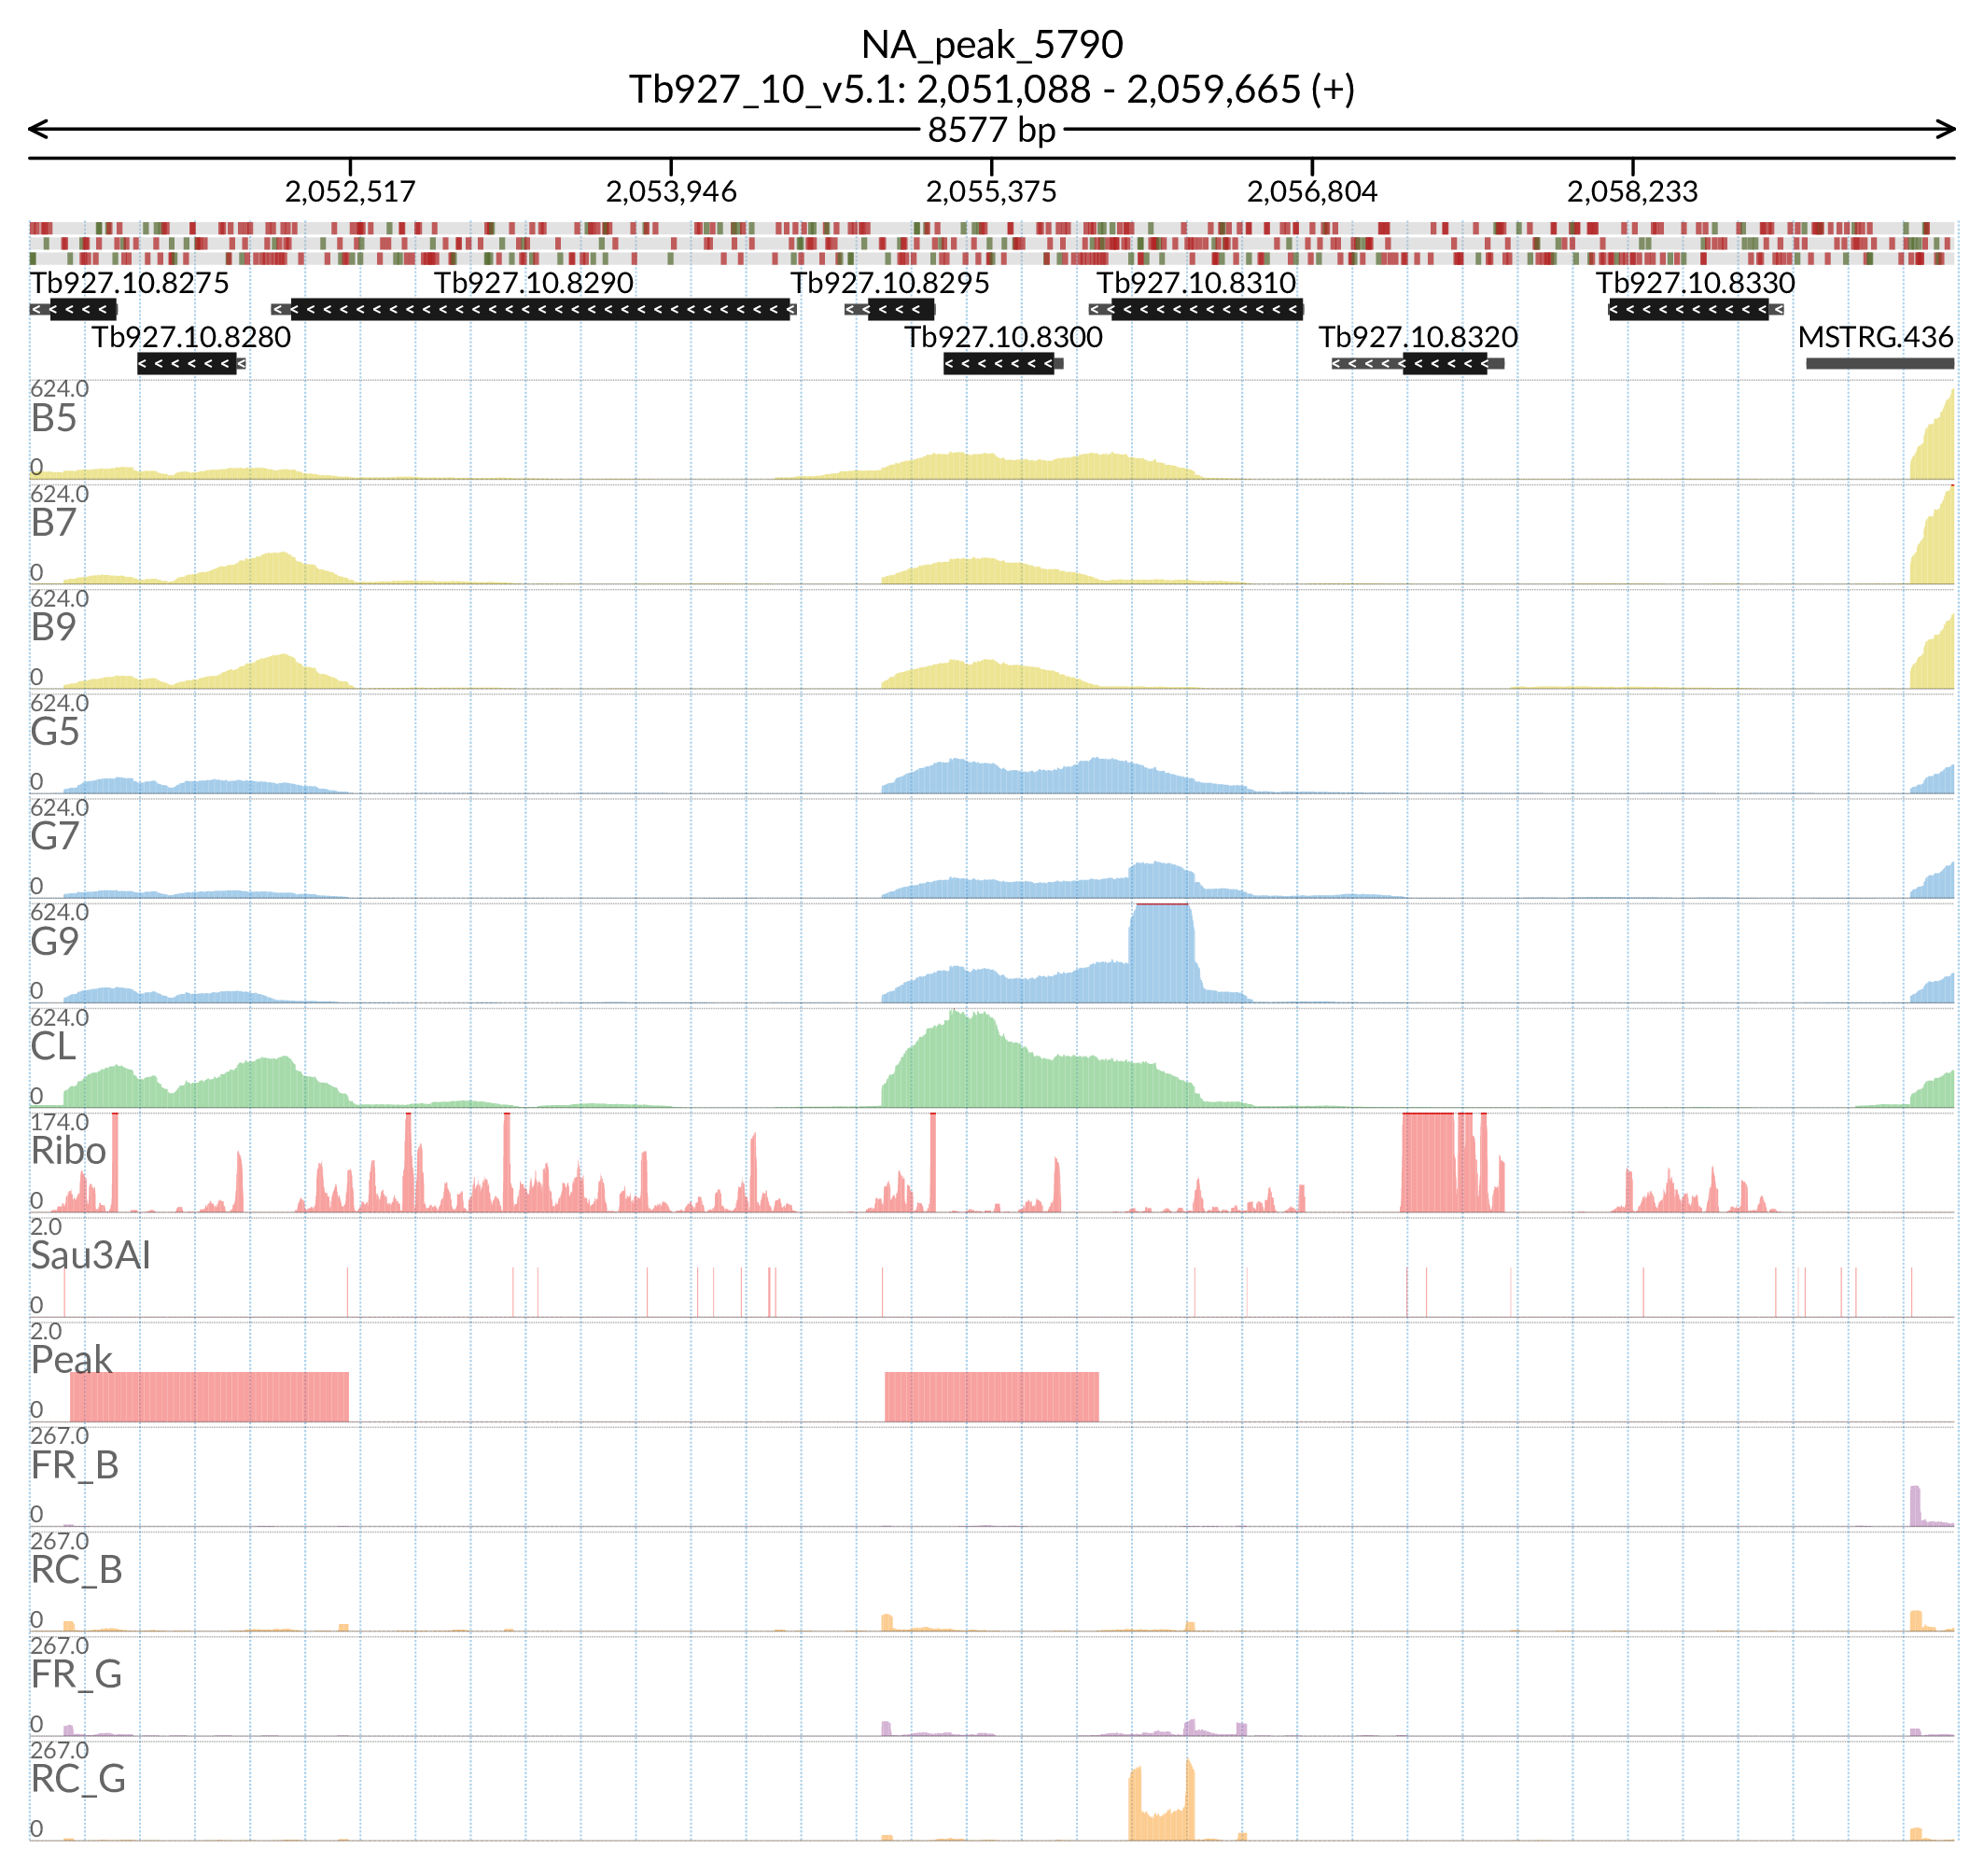 NA_peak_5790
Tb927_10_v5.1: 2,051,088 - 2,059,665 (+)
8577 bp
2,052,517 2,053,946 2,055,375 2,056,804 2,058,233
Tb927.10.8275 Tb927.10.8290 Tb927.10.8295 Tb927.10.8310 Tb927.10.8330
Tb927.10.8280 Tb927.10.8300 Tb927.10.8320 MSTRG.436
624.0
B5
0
624.0
B7
0
624.0
B9
0
624.0
G5
0
624.0
G7
0
624.0
G9
0
624.0
CL
0
174.0
Ribo
0
2.0
Sau3AI
0
2.0
Peak
0
267.0
FR_B
0
267.0
RC_B
0
267.0
FR_G
0
267.0
RC_G
0